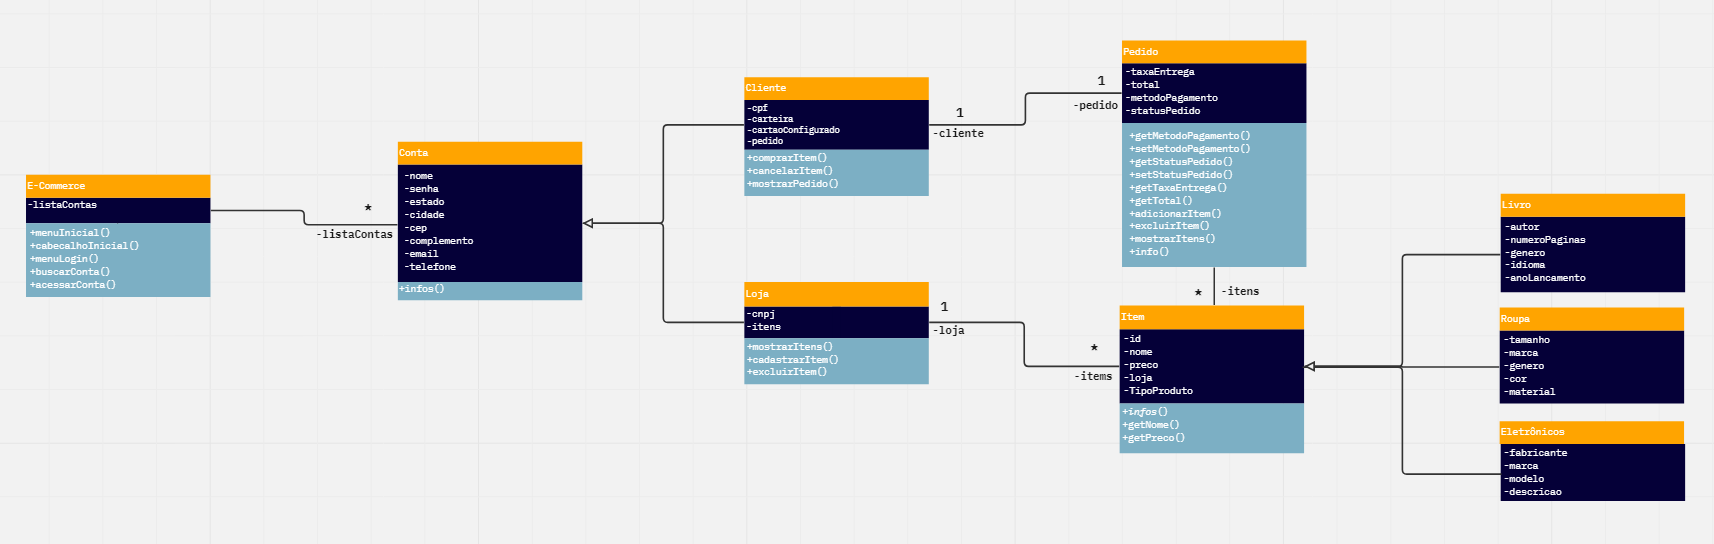 E-Commerce
-listaContas
+menuInicial()
+cabecalhoInicial()
+menuLogin()
+buscarConta()
+acessarConta()
*
-listaContas
Conta
-nome
-senha
-estado
-cidade
-cep
-complemento
-email
-telefone
+infos()
Cliente
-cpf
-carteira
-cartaoConfigurado
-pedido
+comprarItem()
+cancelarItem()
+mostrarPedido()
1
-cliente
1
-pedido
Loja
-cnpj
-itens
+mostrarItens()
+cadastrarItem()
+excluirItem()
1
-loja
*
-items
Pedido
-taxaEntrega
-total
-metodoPagamento
-statusPedido
+getMetodoPagamento()
+setMetodoPagamento()
+getStatusPedido()
+setStatusPedido()
+getTaxaEntrega()
+getTotal()
+adicionarItem()
+excluirItem()
+mostrarItens()
+info()
*
-itens
Item
-id
-nome
-preco
-loja
-TipoProduto
+infos()
+getNome()
+getPreco()
Livro
-autor
-numeroPaginas
-genero
-idioma
-anoLancamento
Roupa
-tamanho
-marca
-genero
-cor
-material
Eletrônicos
-fabricante
-marca
-modelo
-descricao